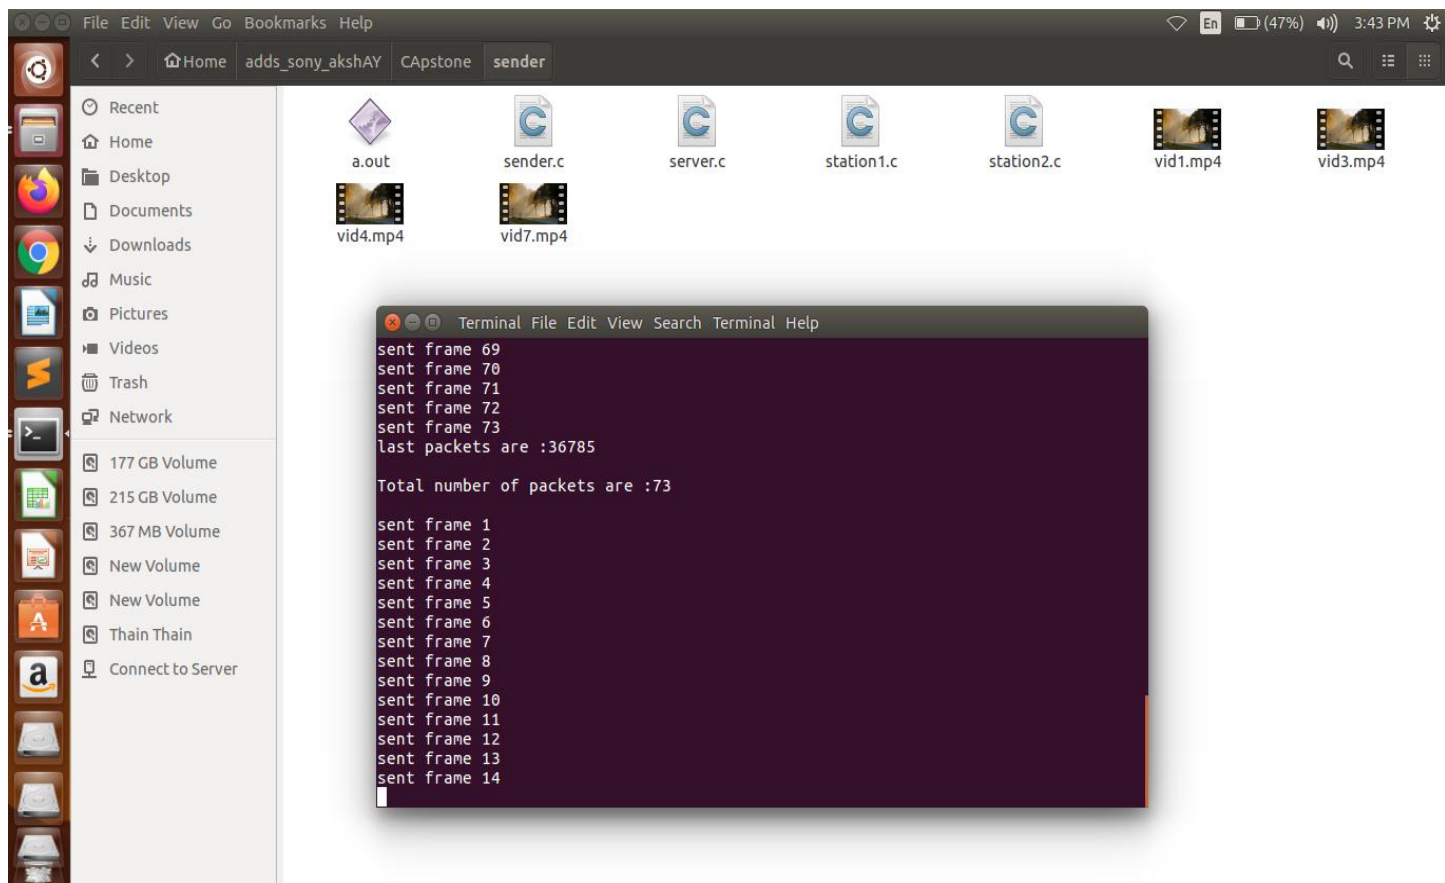 File Edit View Go Bookmarks Help En (47%) 3:43 PM
Home adds_sony_akshAY CApstone sender
Recent
Home
Desktop
Documents
Downloads
Music
Pictures
Videos
Trash
Network
177 GB Volume
215 GB Volume
367 MB Volume
New Volume
New Volume
Thain Thain
Connect to Server
a.out sender.c server.c station1.c station2.c vid1.mp4 vid3.mp4
vid4.mp4 vid7.mp4
Terminal File Edit View Search Terminal Help
sent frame 69
sent frame 70
sent frame 71
sent frame 72
sent frame 73
last packets are :36785
Total number of packets are :73
sent frame 1
sent frame 2
sent frame 3
sent frame 4
sent frame 5
sent frame 6
sent frame 7
sent frame 8
sent frame 9
sent frame 10
sent frame 11
sent frame 12
sent frame 13
sent frame 14